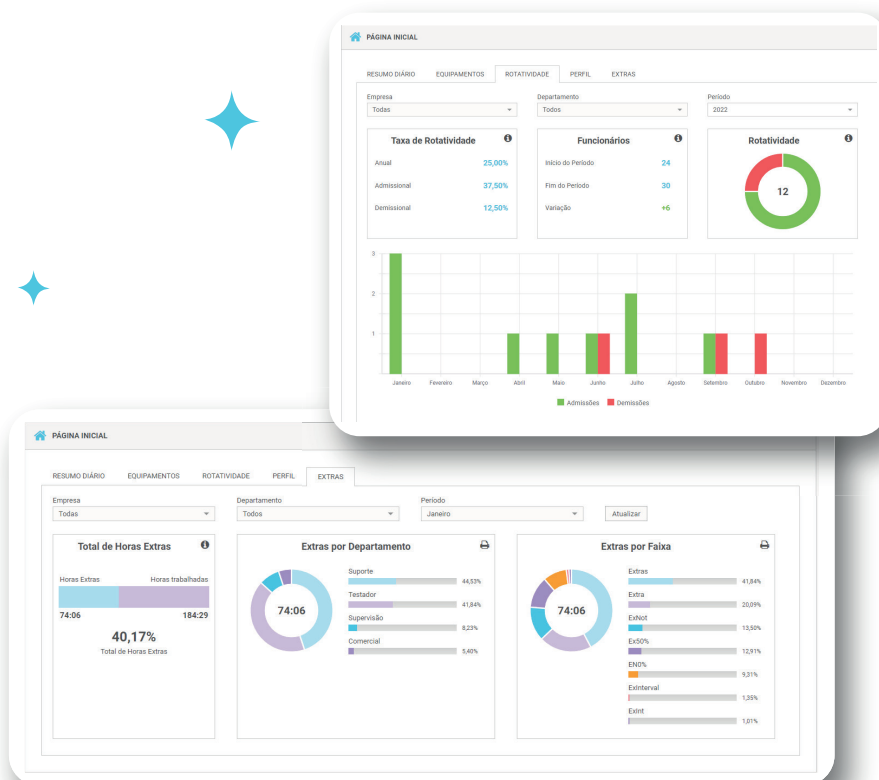 PÁGINA INICIAL
RESUMO DIÁRIO EQUIPAMENTOS ROTATIVIDADE PERFIL EXTRAS
Empresa Departamento Período
Todas Todos 2022
Taxa de Rotatividade Funcionários Rotatividade
Anual 25,00% Início do Período 24
Admissional 37,50% Fim do Período 30 12
Demissional 12,50% Variação +6
3
2
1
Janeiro Fevereiro Março Abril Maio Junho Julho Agosto Setembro Outubro Novembro Dezembro
Admissões Demissões
PÁGINA INICIAL
RESUMO DIÁRIO EQUIPAMENTOS ROTATIVIDADE PERFIL EXTRAS
Empresa Departamento Período
Todas Todos Janeiro Atualizar
Total de Horas Extras
Horas Extras Horas trabalhadas
74:06 184:29
40,17%
Total de Horas Extras
Extras por Departamento
74:06
Suporte
44,53%
Testador
41,84%
Supervisão
8,23%
Comercial
5,40%
Extras por Faixa
74:06
Extras
41,84%
Extra
20,09%
ExNot
13,50%
Ex50%
12,91%
EN0%
9,31%
ExInterval
1,35%
ExInt
1,01%